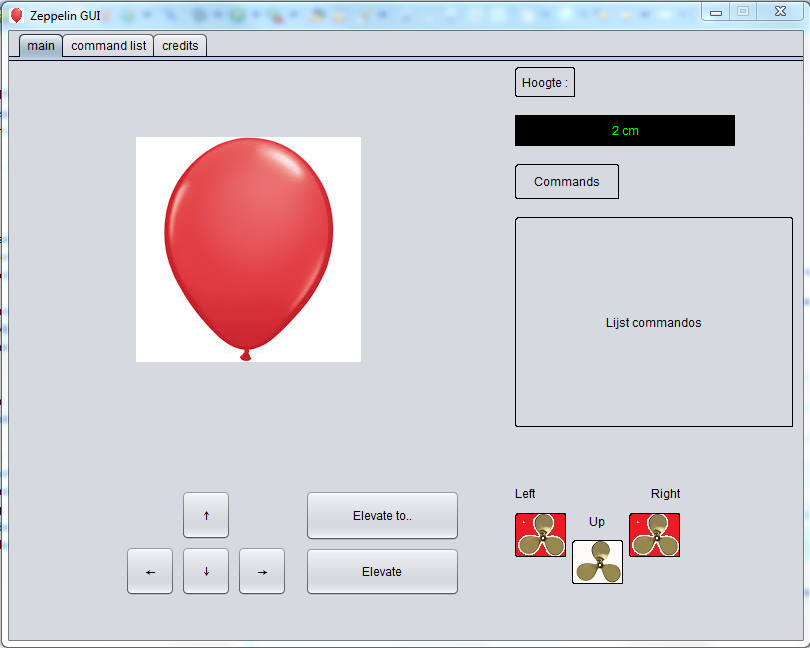 Zeppelin GUI
main
command list
credits
Hoogte :
2 cm
Commands
Lijst commandos
↑
Elevate to..
←
↓
→
Elevate
Left
Right
Up